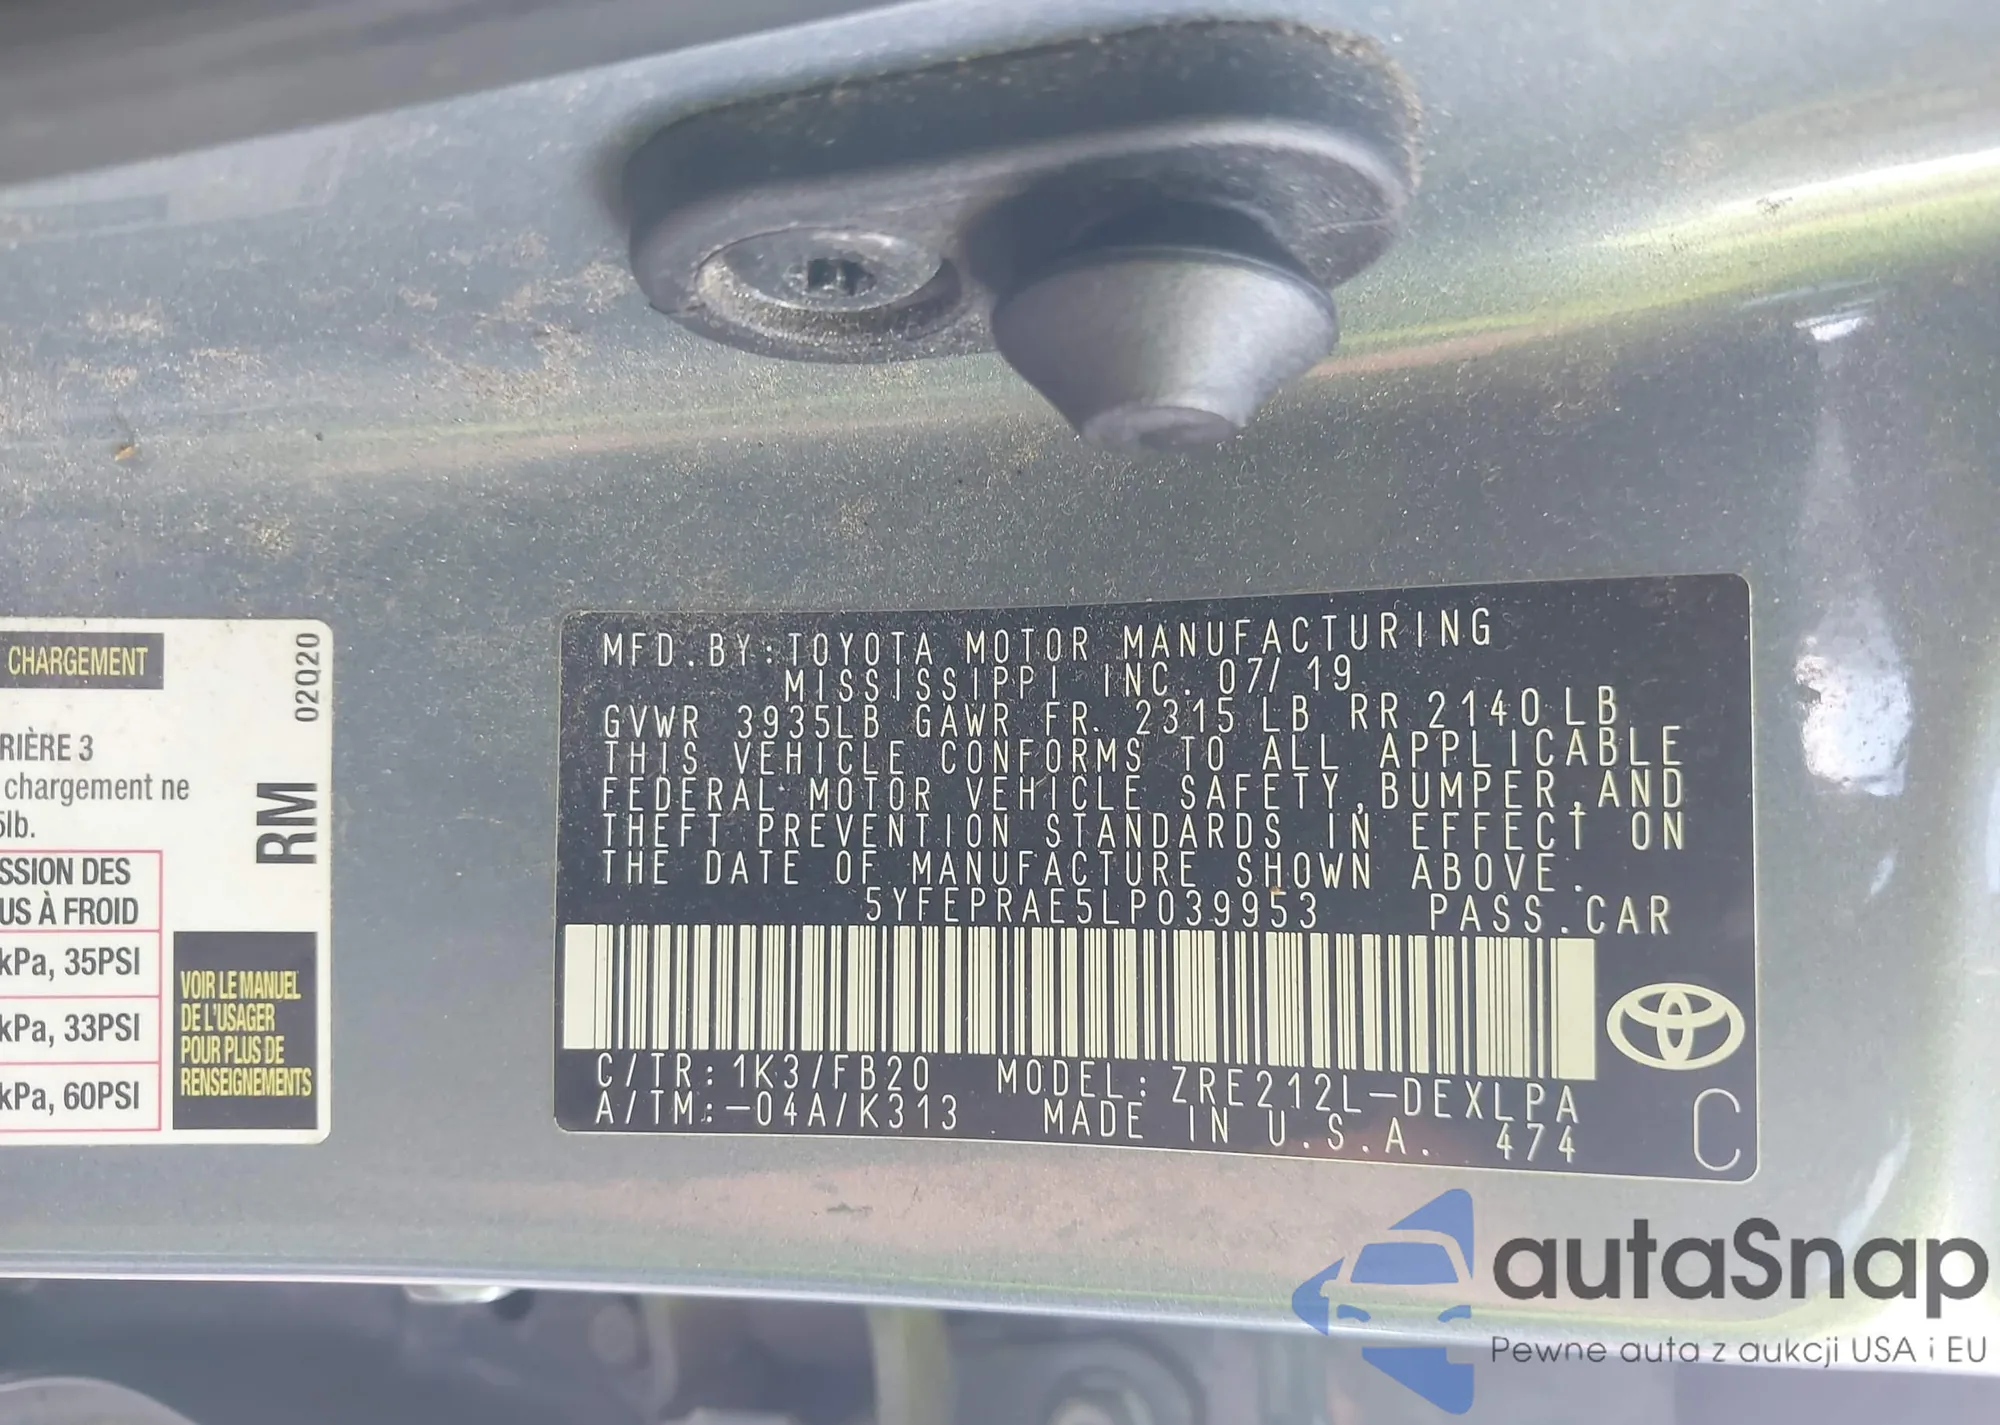 CHARGEMENT
02Q20
RIÈRE 3
chargement ne
5lb.
RM
SSION DES
US À FROID
kPa, 35PSI
kPa, 33PSI
kPa, 60PSI
VOIR LE MANUEL
DE L'USAGER
POUR PLUS DE
RENSEIGNEMENTS
MFD.BY:TOYOTA MOTOR MANUFACTURING
MISSISSIPPI INC. 07/19
GVWR 3935LB GAWR FR. 2315 LB RR 2140 LB
THIS VEHICLE CONFORMS TO ALL APPLICABLE
FEDERAL MOTOR VEHICLE SAFETY,BUMPER,AND
THEFT PREVENTION STANDARDS IN EFFECT ON
THE DATE OF MANUFACTURE SHOWN ABOVE.
5YFEPRAE5LP039953 PASS.CAR
C/TR:1K3/FB20 MODEL:ZRE212L-DEXLPA
A/TM:-04A/K313 MADE IN U.S.A. 474
C
autaSnap
Pewne auta z aukcji USA i EU